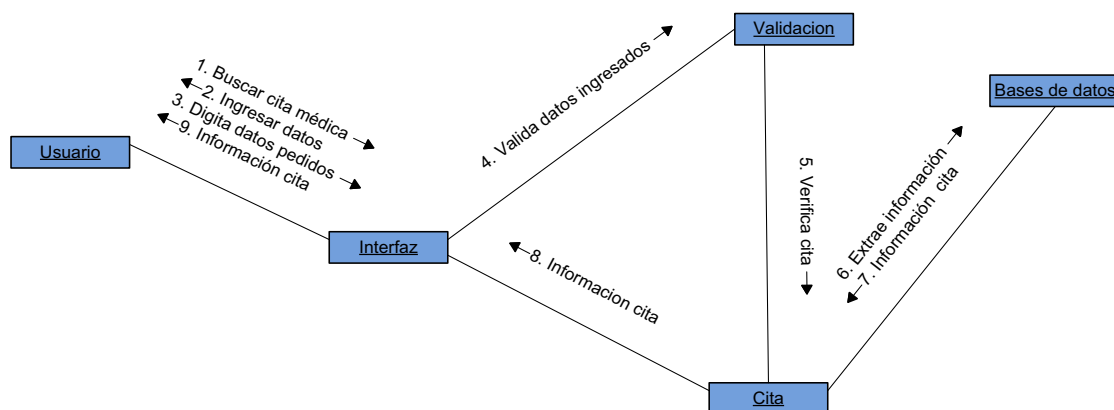 Validacion
1. Buscar cita médica
2. Ingresar datos
3. Digita datos pedidos
9. Información cita
4. Valida datos ingresados
Bases de datos
Usuario
5. Verifica cita
6. Extrae información
7. Información cita
Interfaz
8. Informacion cita
Cita